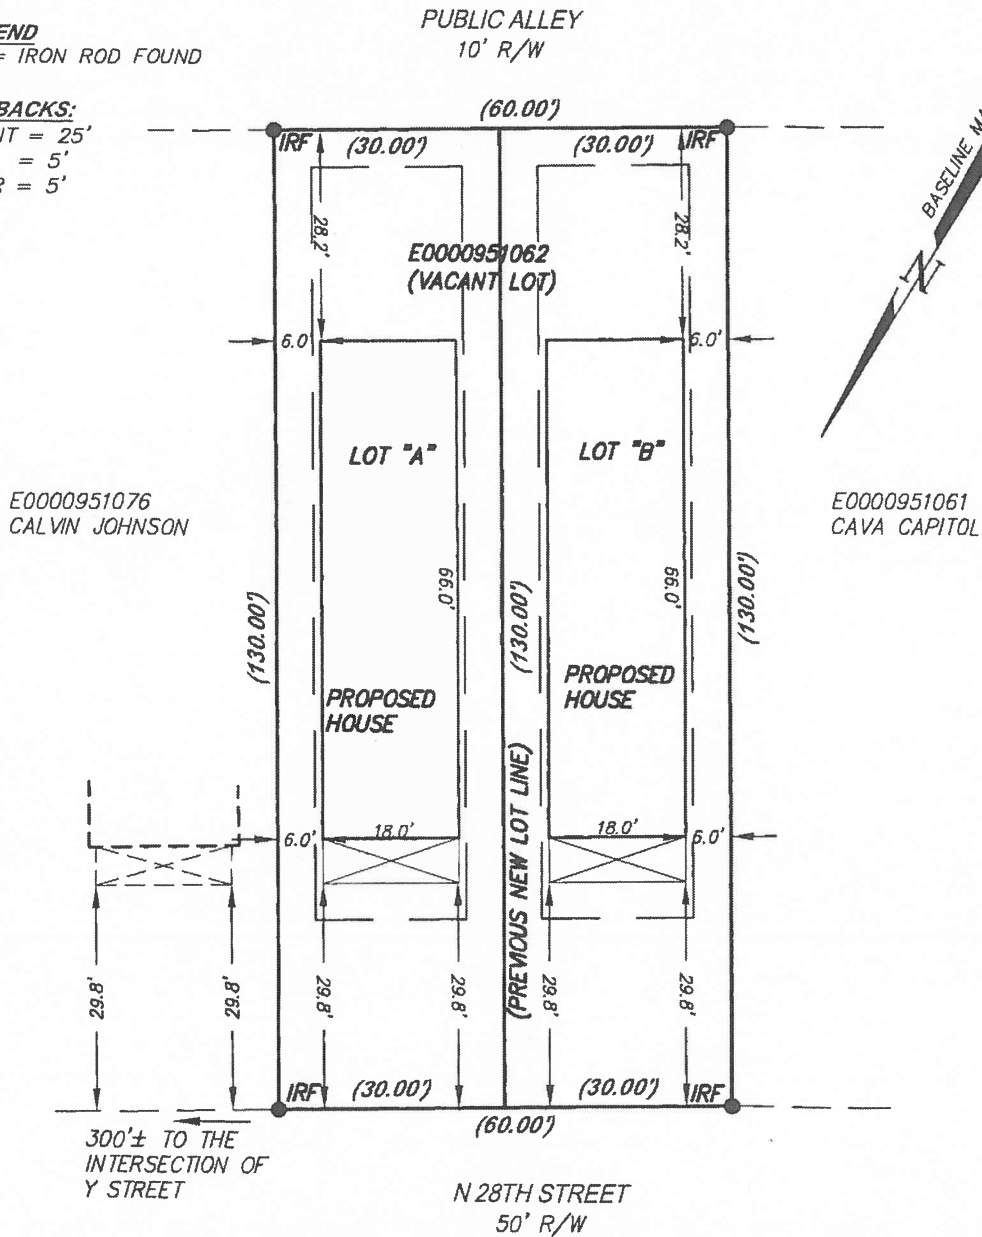 PUBLIC ALLEY
10' R/W
END
= IRON ROD FOUND
BACKS:
IT = 25'
= 5'
R = 5'
(60.00')
IRF
(30.00')
(30.00')
IRF
BASELINE
28.2'
28.2'
E0000951062
(VACANT LOT)
N
6.0'
6.0'
LOT "A"
LOT "B"
E0000951076
CALVIN JOHNSON
E0000951061
CAVA CAPITOL
66.0'
66.0'
(130.00')
(130.00')
(130.00')
PROPOSED
HOUSE
PROPOSED
HOUSE
(PREVIOUS NEW LOT LINE)
6.0'
18.0'
18.0'
6.0'
29.8'
29.8'
29.8'
29.8'
29.8'
29.8'
IRF
(30.00')
(30.00')
IRF
(60.00')
300'± TO THE
INTERSECTION OF
Y STREET
N 28TH STREET
50' R/W